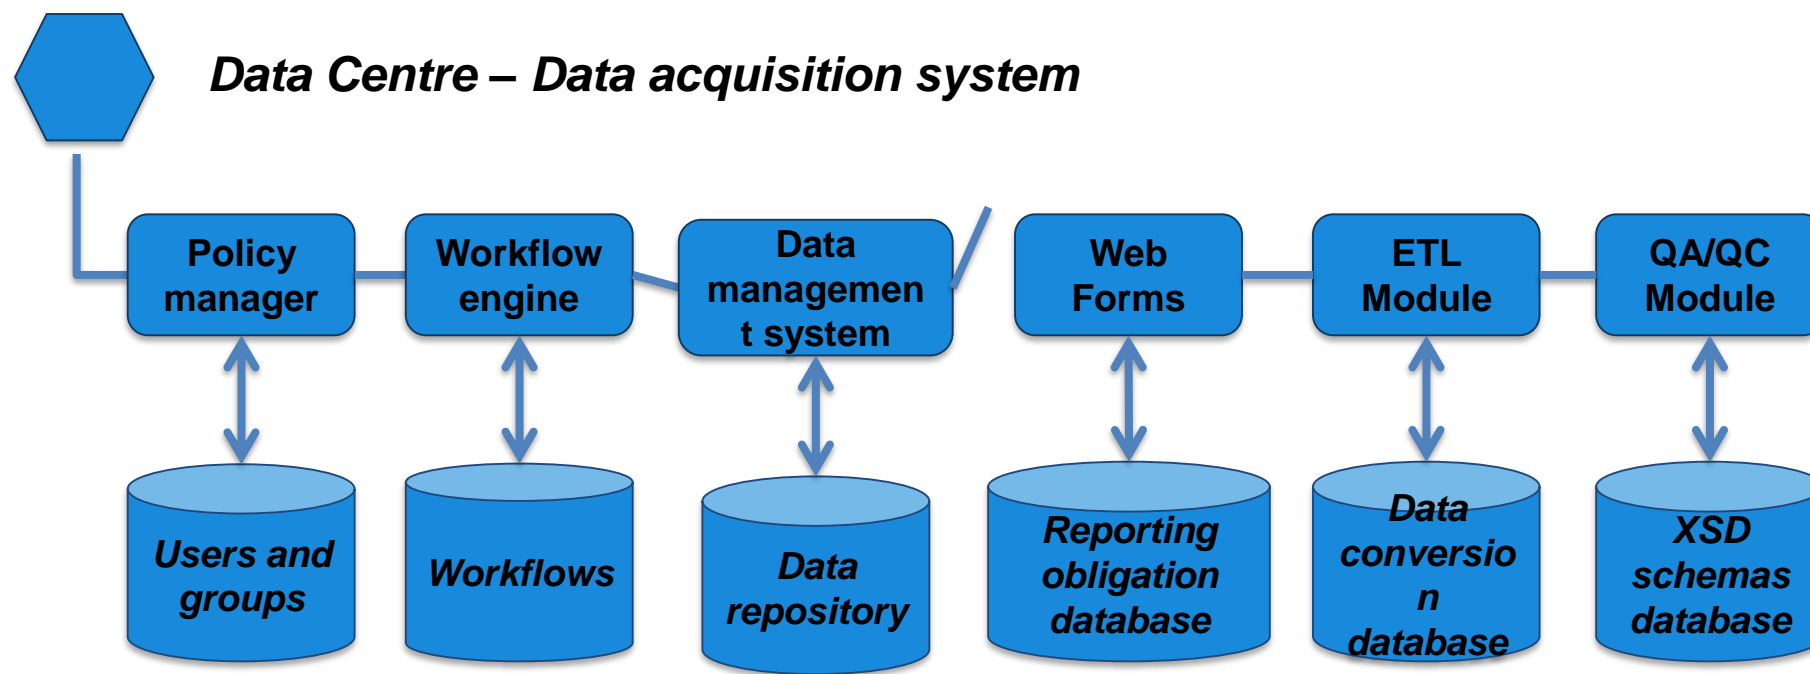 Data Centre – Data acquisition system
Policy
manager
Workflow
engine
Data
managemen
t system
Web
Forms
ETL
Module
QA/QC
Module
Users and
groups
Workflows
Data
repository
Reporting
obligation
database
Data
conversio
n
database
XSD
schemas
database